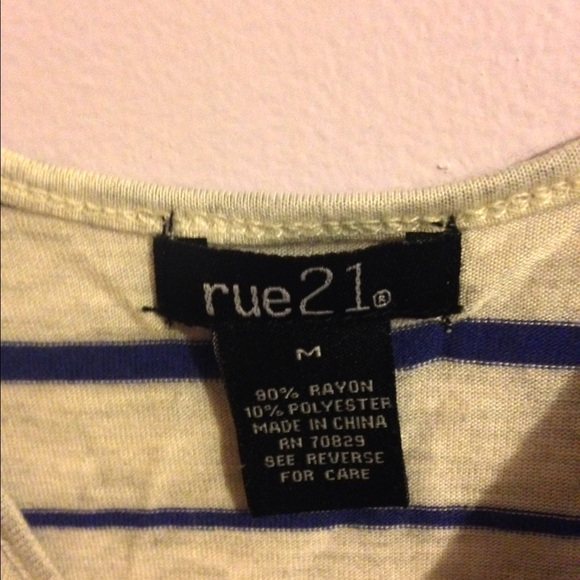 rue21®
M
90% RAYON
10% POLYESTER
MADE IN CHINA
RN 70829
SEE REVERSE
FOR CARE